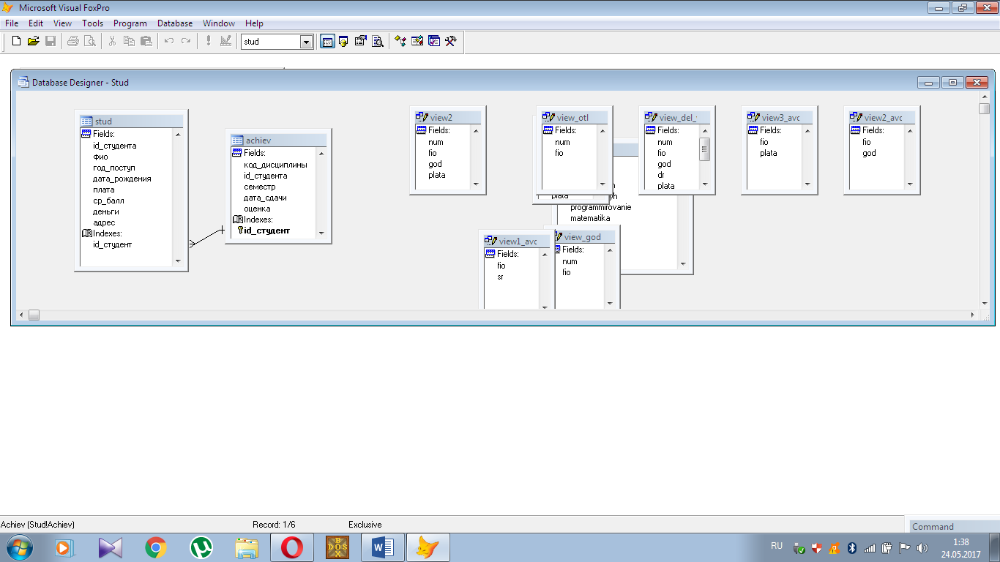 Microsoft Visual FoxPro
File Edit View Tools Program Database Window Help
stud
Database Designer - Stud
stud
Fields:
id_студента
фио
год_поступ
дата_рождения
плата
ср_балл
деньги
адрес
Indexes:
id_студент
achiev
Fields:
код_дисциплины
id_студента
семестр
дата_сдачи
оценка
Indexes:
id_студент
view2
Fields:
num
fio
god
plata
view_otl
Fields:
num
fio
plata
view_del_
Fields:
num
fio
god
dr
plata
programmirovanie
matematika
view3_avc
Fields:
fio
plata
view2_avc
Fields:
fio
god
view1_avc
Fields:
fio
sr
view_god
Fields:
num
fio
Achiev (Stud!Achiev) Record: 1/6 Exclusive
Command
DOS
BOX
RU
1:38
24.05.2017